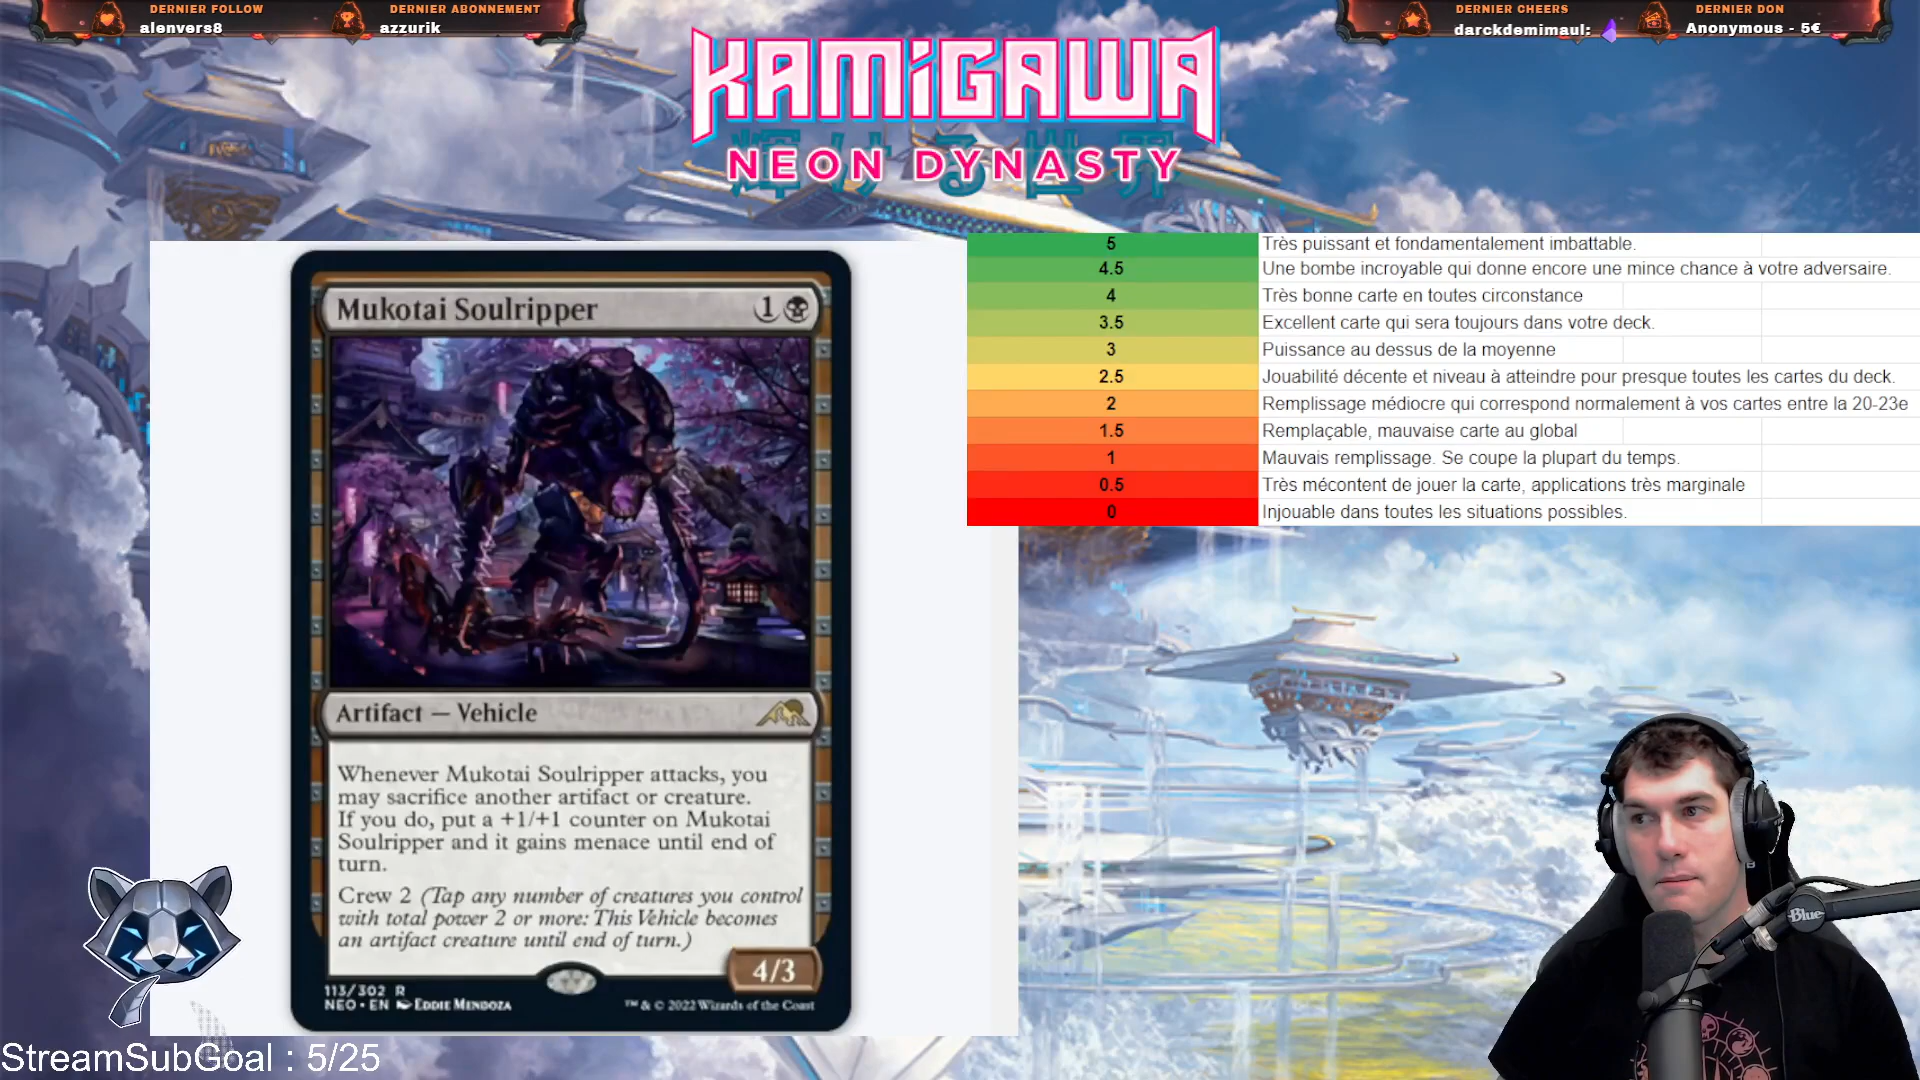 DERNIER FOLLOW
alenvers8
DERNIER ABONNEMENT
azzurik
DERNIER CHEERS
darckdemimaul:
DERNIER DON
Anonymous - 5€
KAMIGAWA
NEON DYNASTY
Mukotai Soulripper 1
Artifact — Vehicle
Whenever Mukotai Soulripper attacks, you
may sacrifice another artifact or creature.
If you do, put a +1/+1 counter on Mukotai
Soulripper and it gains menace until end of
turn.
Crew 2 (Tap any number of creatures you control
with total power 2 or more: This Vehicle becomes
an artifact creature until end of turn.)
4/3
113/302 R
NEO • EN EDDIE MENDOZA
™ & © 2022 Wizards of the Coast
5 Très puissant et fondamentalement imbattable.
4.5 Une bombe incroyable qui donne encore une mince chance à votre adversaire.
4 Très bonne carte en toutes circonstance
3.5 Excellent carte qui sera toujours dans votre deck.
3 Puissance au dessus de la moyenne
2.5 Jouabilité décente et niveau à atteindre pour presque toutes les cartes du deck.
2 Remplissage médiocre qui correspond normalement à vos cartes entre la 20-23e
1.5 Remplaçable, mauvaise carte au global
1 Mauvais remplissage. Se coupe la plupart du temps.
0.5 Très mécontent de jouer la carte, applications très marginale
0 Injouable dans toutes les situations possibles.
Blue
StreamSubGoal : 5/25